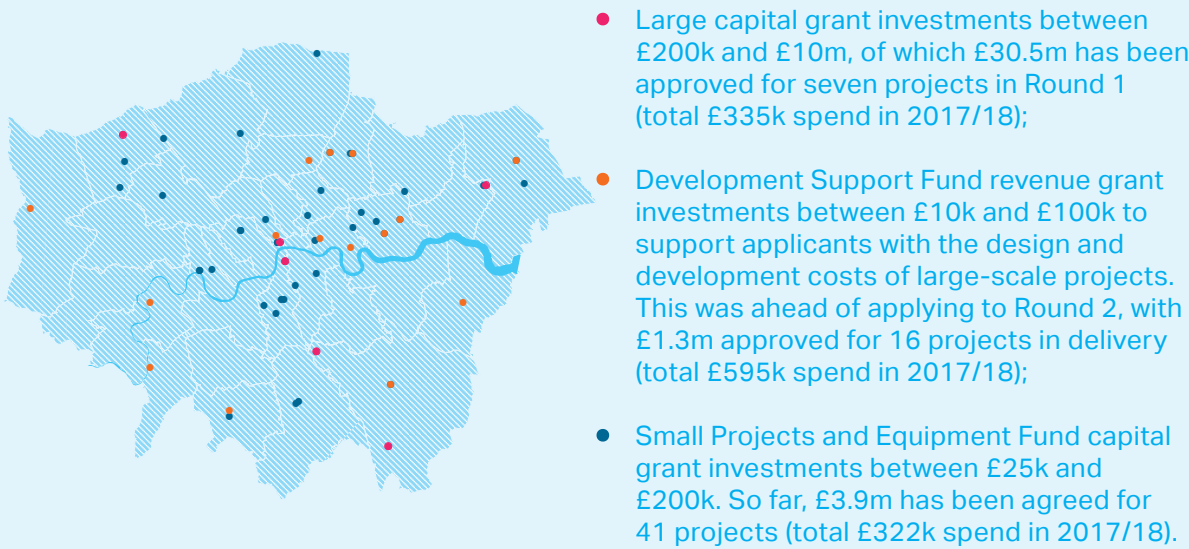 Large capital grant investments between
£200k and £10m, of which £30.5m has been
approved for seven projects in Round 1
(total £335k spend in 2017/18);
Development Support Fund revenue grant
investments between £10k and £100k to
support applicants with the design and
development costs of large-scale projects.
This was ahead of applying to Round 2, with
£1.3m approved for 16 projects in delivery
(total £595k spend in 2017/18);
Small Projects and Equipment Fund capital
grant investments between £25k and
£200k. So far, £3.9m has been agreed for
41 projects (total £322k spend in 2017/18).